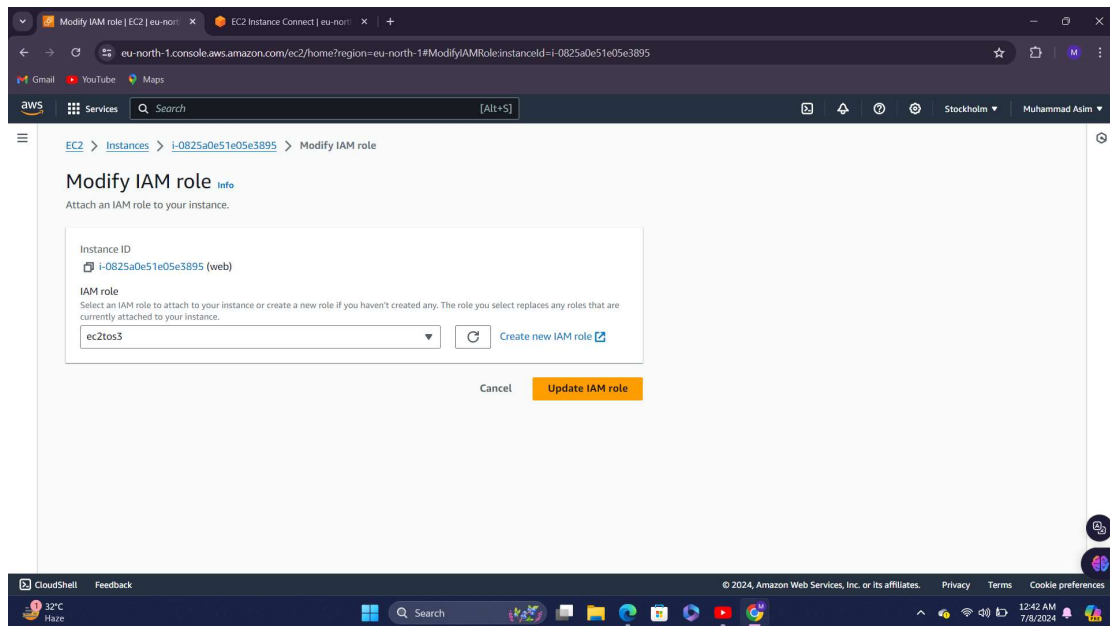 Modify IAM role | EC2 | eu-nort
EC2 Instance Connect | eu-nort
eu-north-1.console.aws.amazon.com/ec2/home?region=eu-north-1#ModifyIAMRole:instanceId=i-0825a0e51e05e3895
M
Gmail YouTube Maps
aws Services Search [Alt+S] Stockholm Muhammad Asim
EC2 > Instances > i-0825a0e51e05e3895 > Modify IAM role
Modify IAM role Info
Attach an IAM role to your instance.
Instance ID
i-0825a0e51e05e3895 (web)
IAM role
Select an IAM role to attach to your instance or create a new role if you haven't created any. The role you select replaces any roles that are
currently attached to your instance.
ec2tos3 Create new IAM role
Cancel Update IAM role
CloudShell Feedback © 2024, Amazon Web Services, Inc. or its affiliates. Privacy Terms Cookie preferences
1 32°C Search 12:42 AM
Haze 7/8/2024